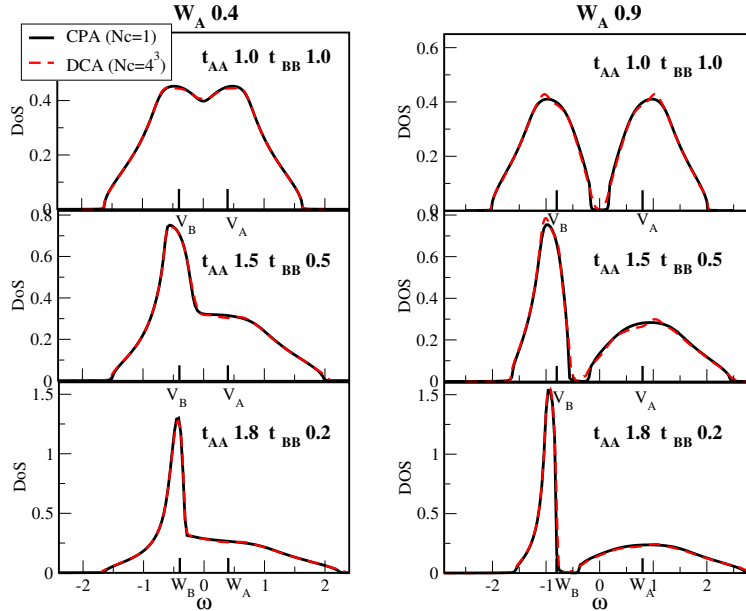 W_A 0.4
W_A 0.9
CPA (Nc=1)
DCA (Nc=4^3)
t_AA 1.0 t_BB 1.0
t_AA 1.0 t_BB 1.0
DoS
0.4
0.2
0
DOS
0.6
0.4
0.2
0
V_B V_A
V_B V_A
0.8
0.6
0.4
0.2
0
DoS
t_AA 1.5 t_BB 0.5
0.8
0.6
0.4
0.2
0
DOS
t_AA 1.5 t_BB 0.5
V_B V_A
V_B V_A
1.5
1
0.5
0
DoS
t_AA 1.8 t_BB 0.2
1.5
1
0.5
0
DOS
t_AA 1.8 t_BB 0.2
-2 -1 0 1 2
W_B W_A
ω
-2 -1 0 1 2
W_B W_A
ω